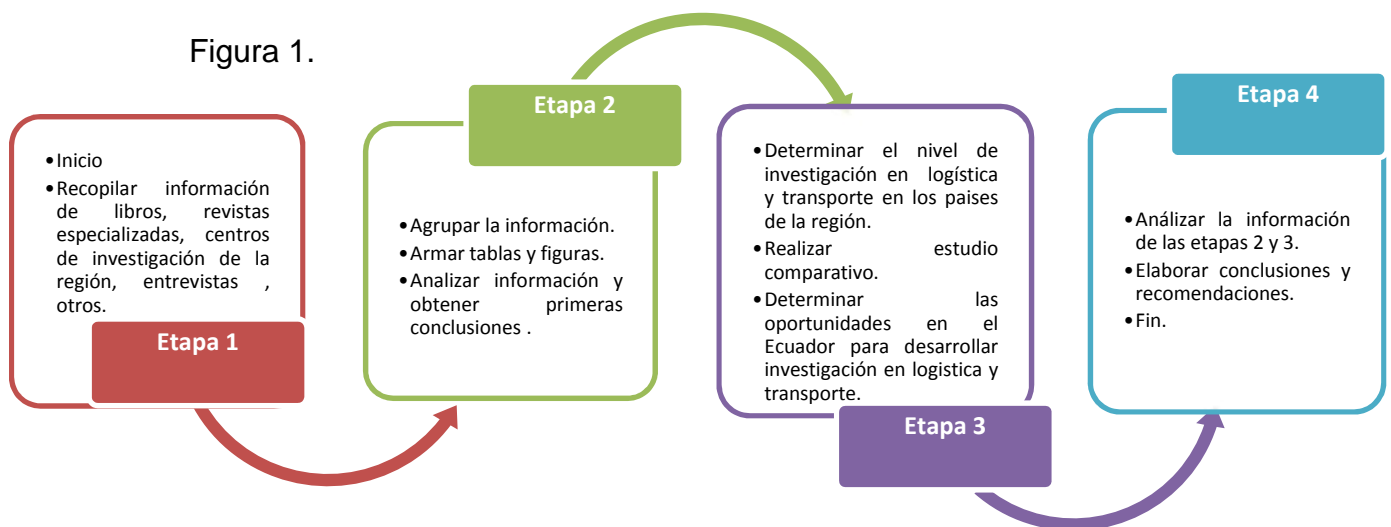 Figura 1.
•Inicio
•Recopilar información
de libros, revistas
especializadas, centros
de investigación de la
región, entrevistas ,
otros.
Etapa 1
Etapa 2
•Agrupar la información.
•Armar tablas y figuras.
•Analizar información y
obtener primeras
conclusiones .
•Determinar el nivel de
investigación en logística
y transporte en los paises
de la región.
•Realizar estudio
comparativo.
•Determinar las
oportunidades en el
Ecuador para desarrollar
investigación en logistica y
transporte.
Etapa 3
Etapa 4
•Análizar la información
de las etapas 2 y 3.
•Elaborar conclusiones y
recomendaciones.
•Fin.